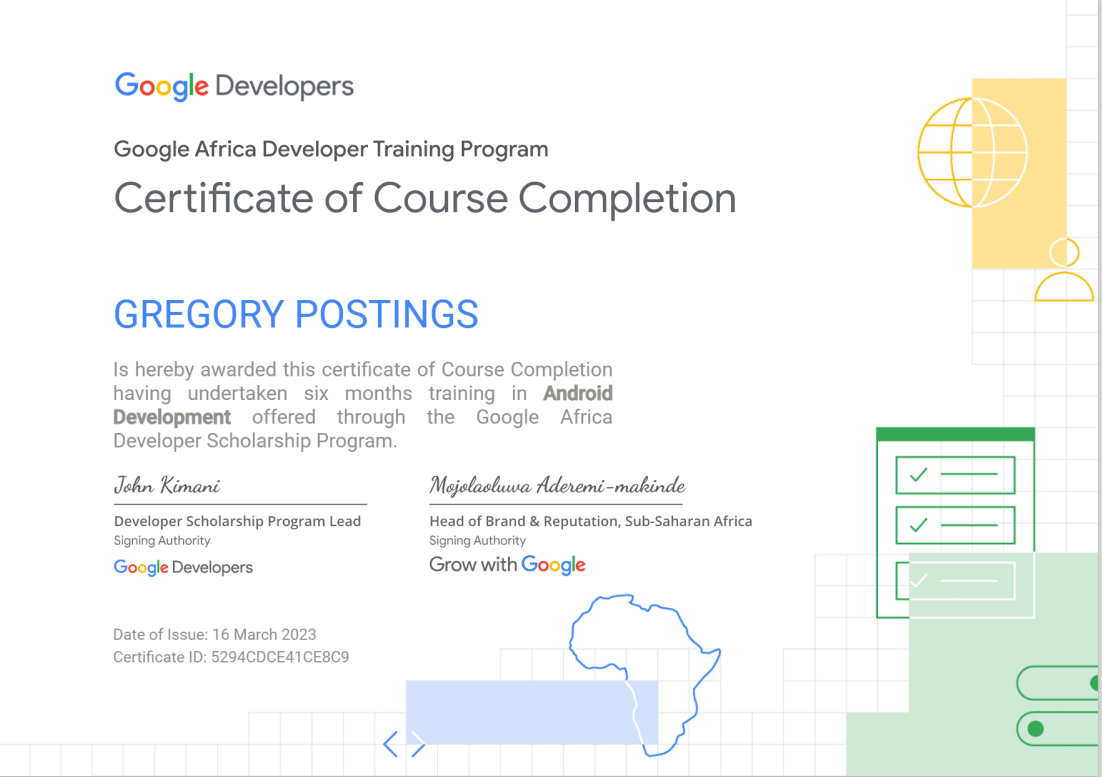 Google Developers
Google Africa Developer Training Program
Certificate of Course Completion
GREGORY POSTINGS
Is hereby awarded this certificate of Course Completion
having undertaken six months training in Android
Development offered through the Google Africa
Developer Scholarship Program.
John Kimani
Mojolaoluwa Aderemi-makinde
Developer Scholarship Program Lead
Head of Brand & Reputation, Sub-Saharan Africa
Signing Authority
Signing Authority
Google Developers
Grow with Google
Date of Issue: 16 March 2023
Certificate ID: 5294CDCE41CE8C9